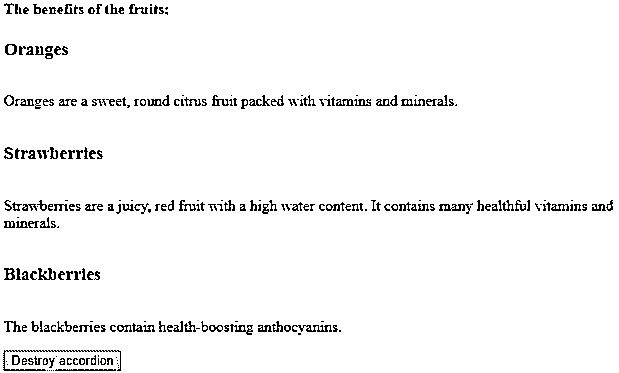 The benefits of the fruits:
Oranges
Oranges are a sweet, round citrus fruit packed with vitamins and minerals.
Strawberries
Strawberries are a juicy, red fruit with a high water content. It contains many healthful vitamins and
minerals.
Blackberries
The blackberries contain health-boosting anthocyanins.
Destroy accordion